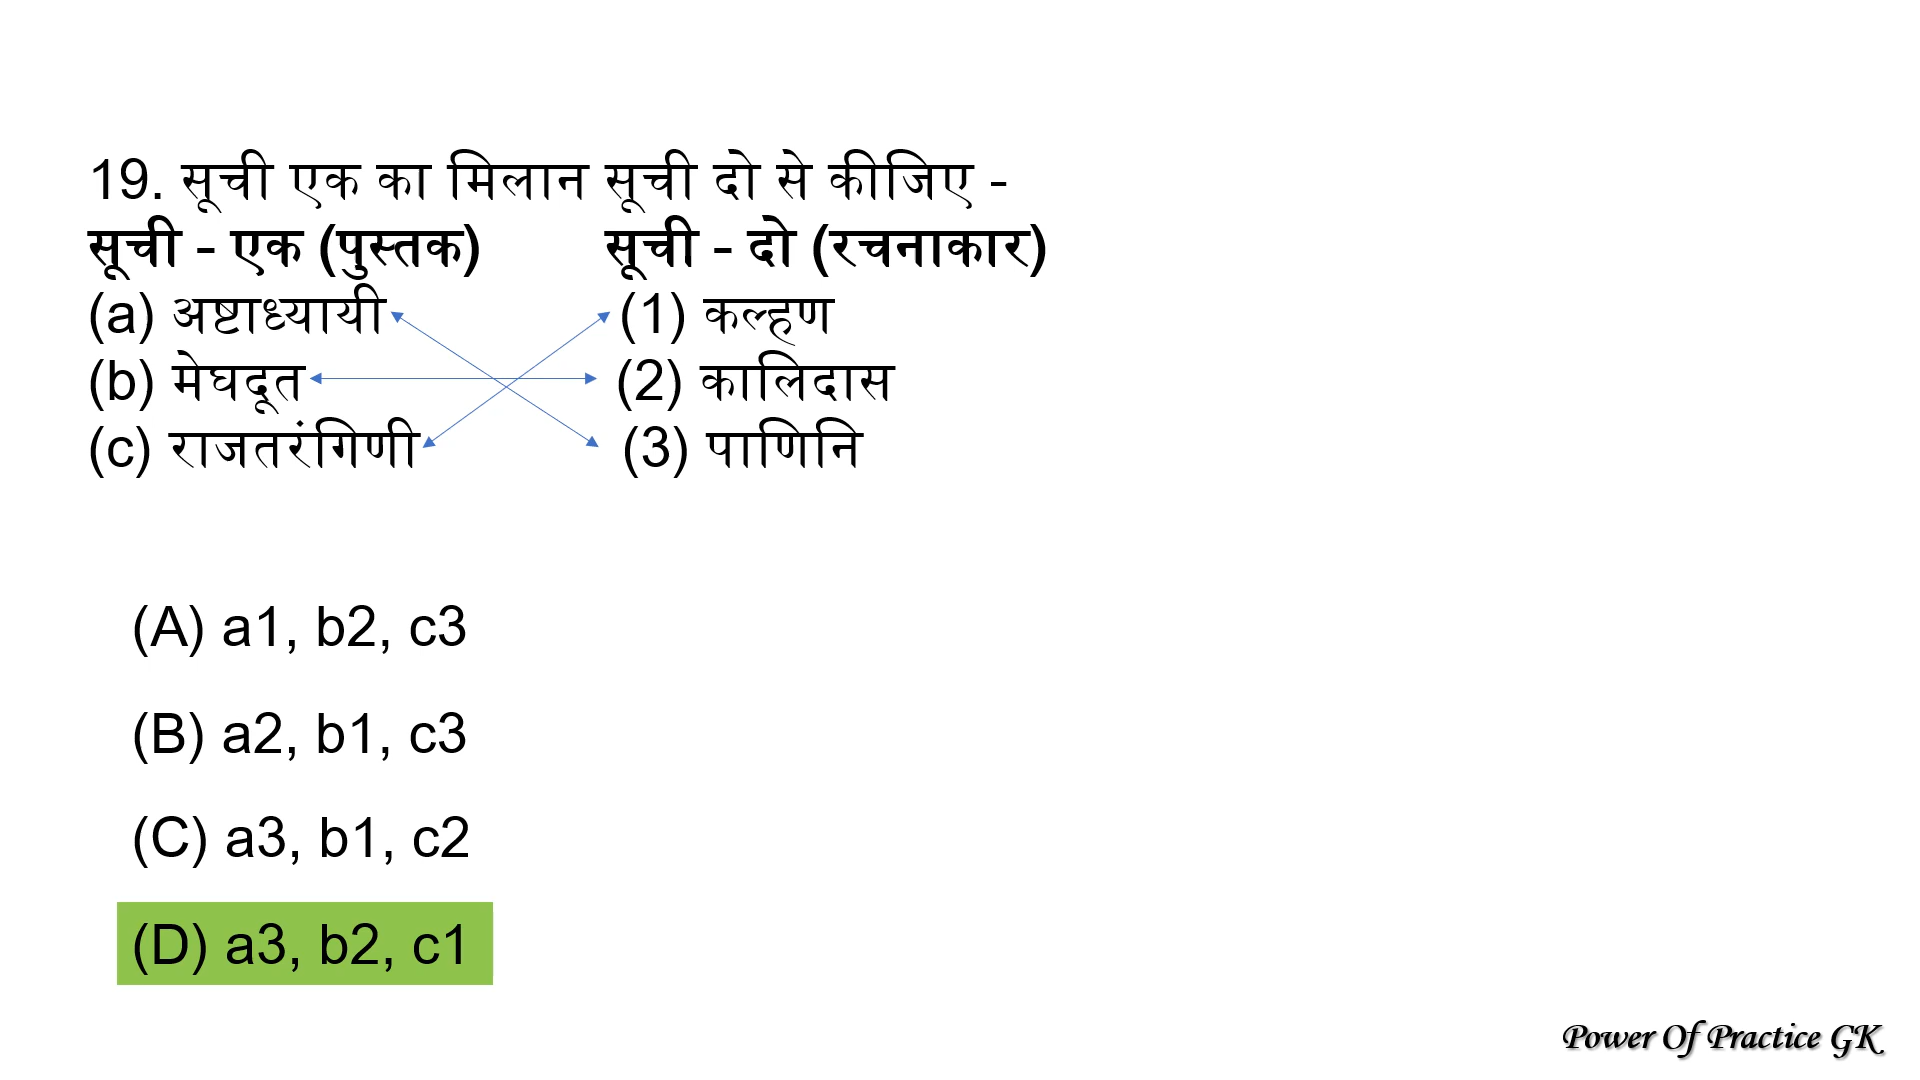 19. सूची एक का मिलान सूची दो से कीजिए -
सूची - एक (पुस्तक) सूची - दो (रचनाकार)
(a) अष्टाध्यायी (1) कल्हण
(b) मेघदूत (2) कालिदास
(c) राजतरंगिणी (3) पाणिनि
(A) a1, b2, c3
(B) a2, b1, c3
(C) a3, b1, c2
(D) a3, b2, c1
Power Of Practice GK